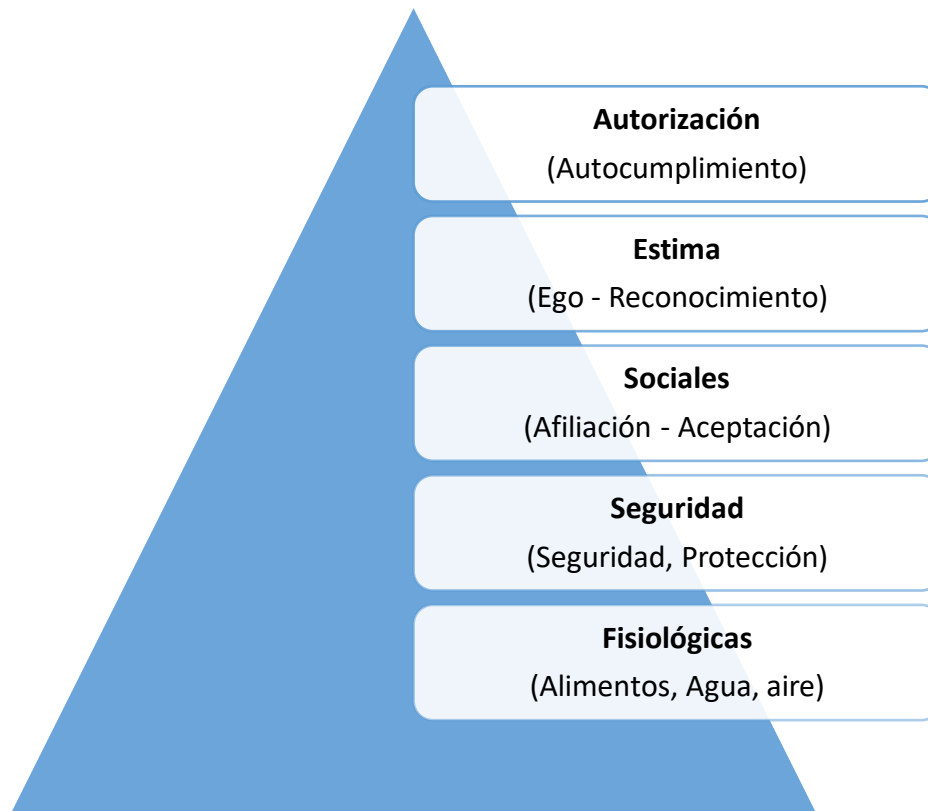 Autorización
(Autocumplimiento)
Estima
(Ego - Reconocimiento)
Sociales
(Afiliación - Aceptación)
Seguridad
(Seguridad, Protección)
Fisiológicas
(Alimentos, Agua, aire)